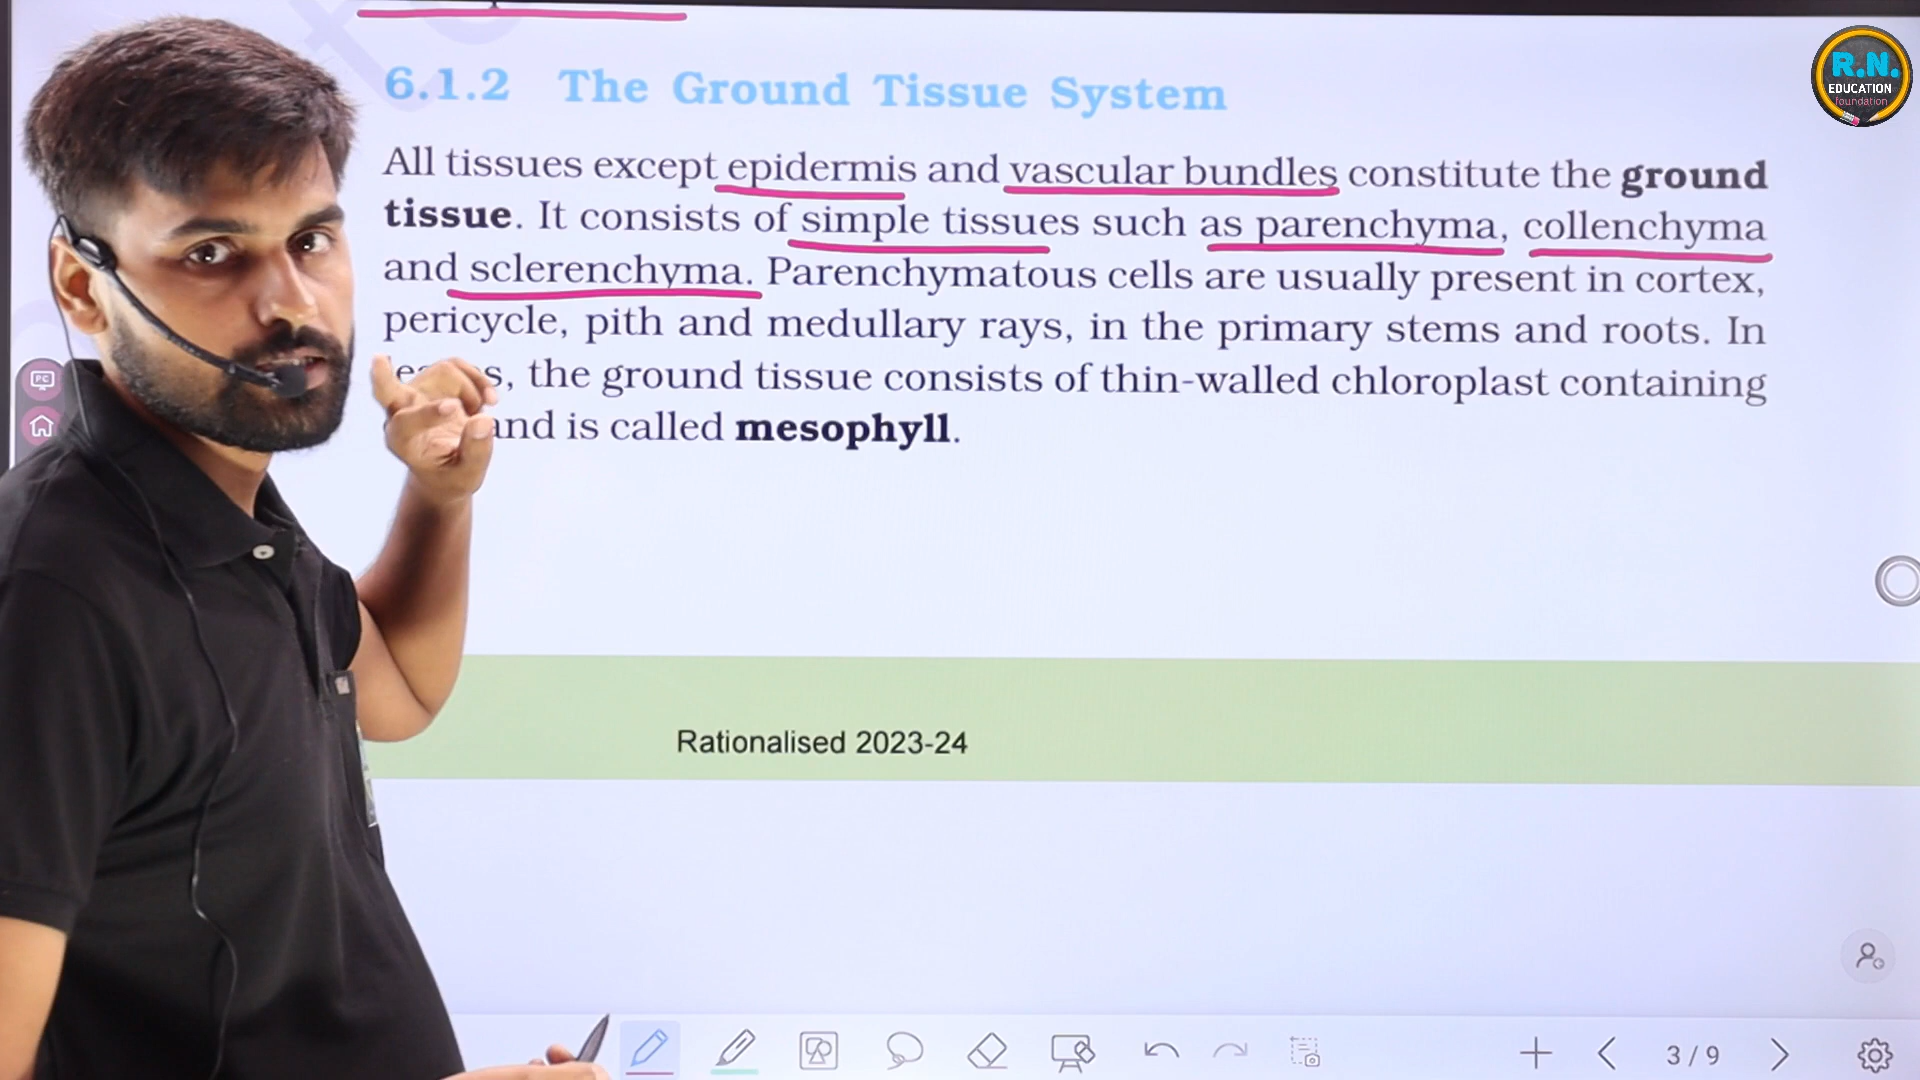 R.N.
EDUCATION
foundation
6.1.2 The Ground Tissue System
All tissues except epidermis and vascular bundles constitute the ground
tissue. It consists of simple tissues such as parenchyma, collenchyma
and sclerenchyma. Parenchymatous cells are usually present in cortex,
pericycle, pith and medullary rays, in the primary stems and roots. In
the ground tissue consists of thin-walled chloroplast containing
and is called mesophyll.
PC
Rationalised 2023-24
3/9